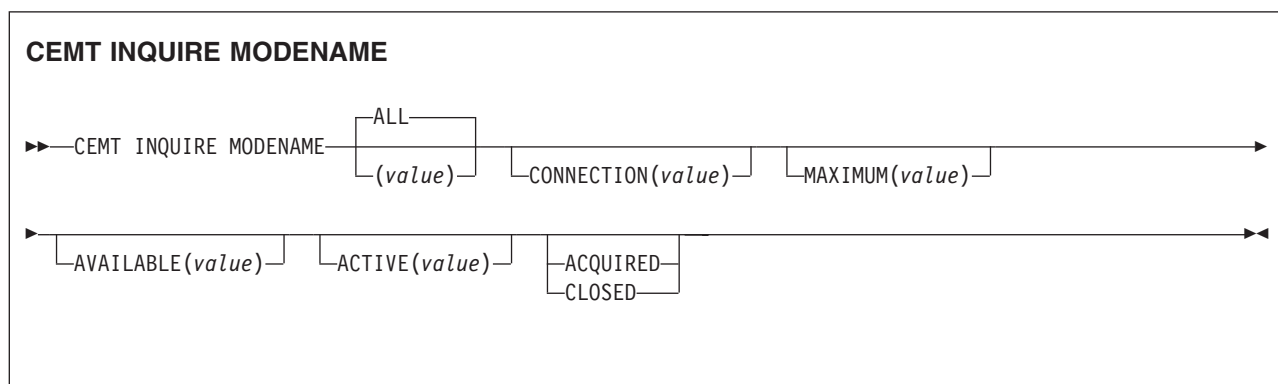 CEMT INQUIRE MODENAME
ALL
CEMT INQUIRE MODENAME
(value)
CONNECTION(value)
MAXIMUM(value)
AVAILABLE(value)
ACTIVE(value)
ACQUIRED
CLOSED